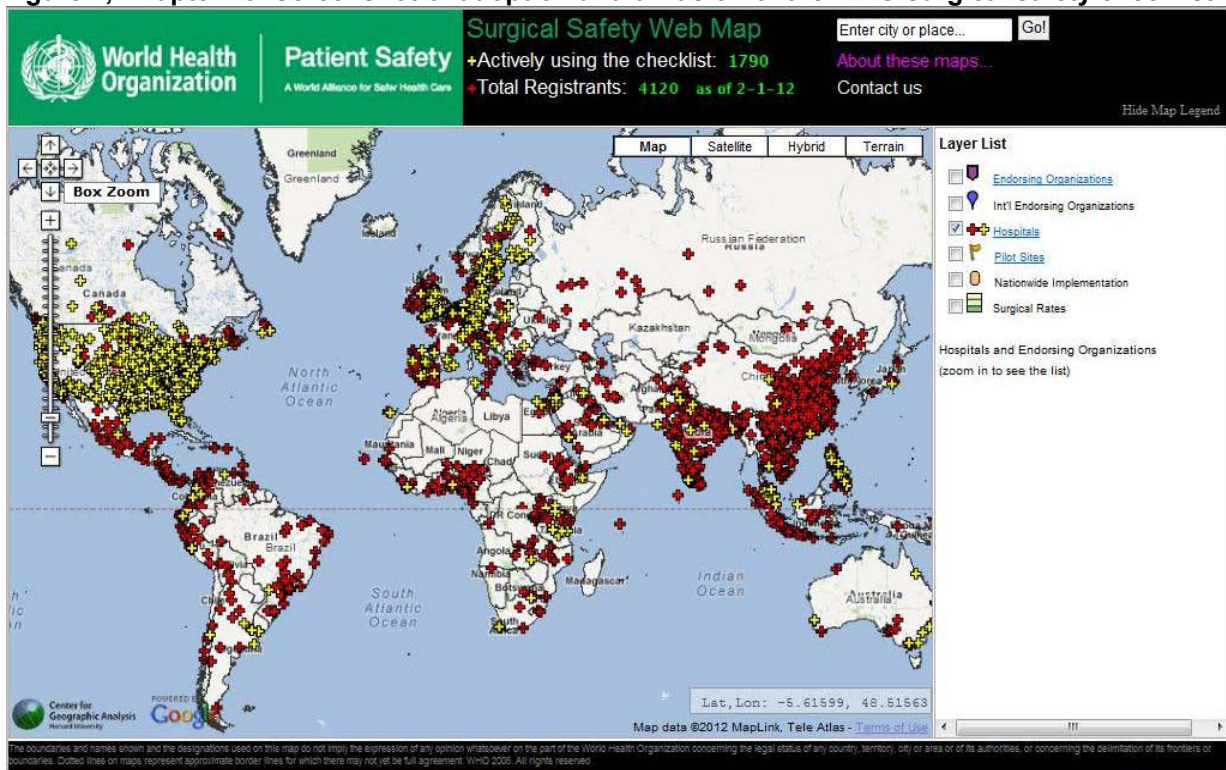 World Health
Organization
Patient Safety
A World Alliance for Safer Health Care
Surgical Safety Web Map
+Actively using the checklist: 1790
+Total Registrants: 4120 as of 2-1-12
Enter city or place...
Go!
About these maps...
Contact us
Hide Map Legend
Box Zoom
Map
Satellite
Hybrid
Terrain
Greenland
Greenland
Iceland
Finland
Russian Federation
Russia
Canada
Canada
Kazakhstan
Mongolia
North
Atlantic
Ocean
Algeria
Algeria
Libya
Mauritania
Mali
Niger
Chad
Brazil
Brazil
Angola
Namibia
Madagascar
South
Atlantic
Ocean
Indian
Ocean
Australia
South
Africa
Center for
Geographic Analysis
Harvard University
POWERED BY
Google
Lat,Lon: -5.61599, 48.51563
Map data ©2012 MapLink, Tele Atlas - Terms of Use
Layer List
Endorsing Organizations
Int'l Endorsing Organizations
Hospitals
Pilot Sites
Nationwide Implementation
Surgical Rates
Hospitals and Endorsing Organizations
(zoom in to see the list)
The boundaries and names shown and the designations used on this map do not imply the expression of any opinion whatsoever on the part of the World Health Organization concerning the legal status of any country, territory, city or area or of its authorities, or concerning the delimitation of its frontiers or
boundaries. Dotted lines on maps represent approximate border lines for which there may not yet be full agreement. WHO 2005. All rights reserved